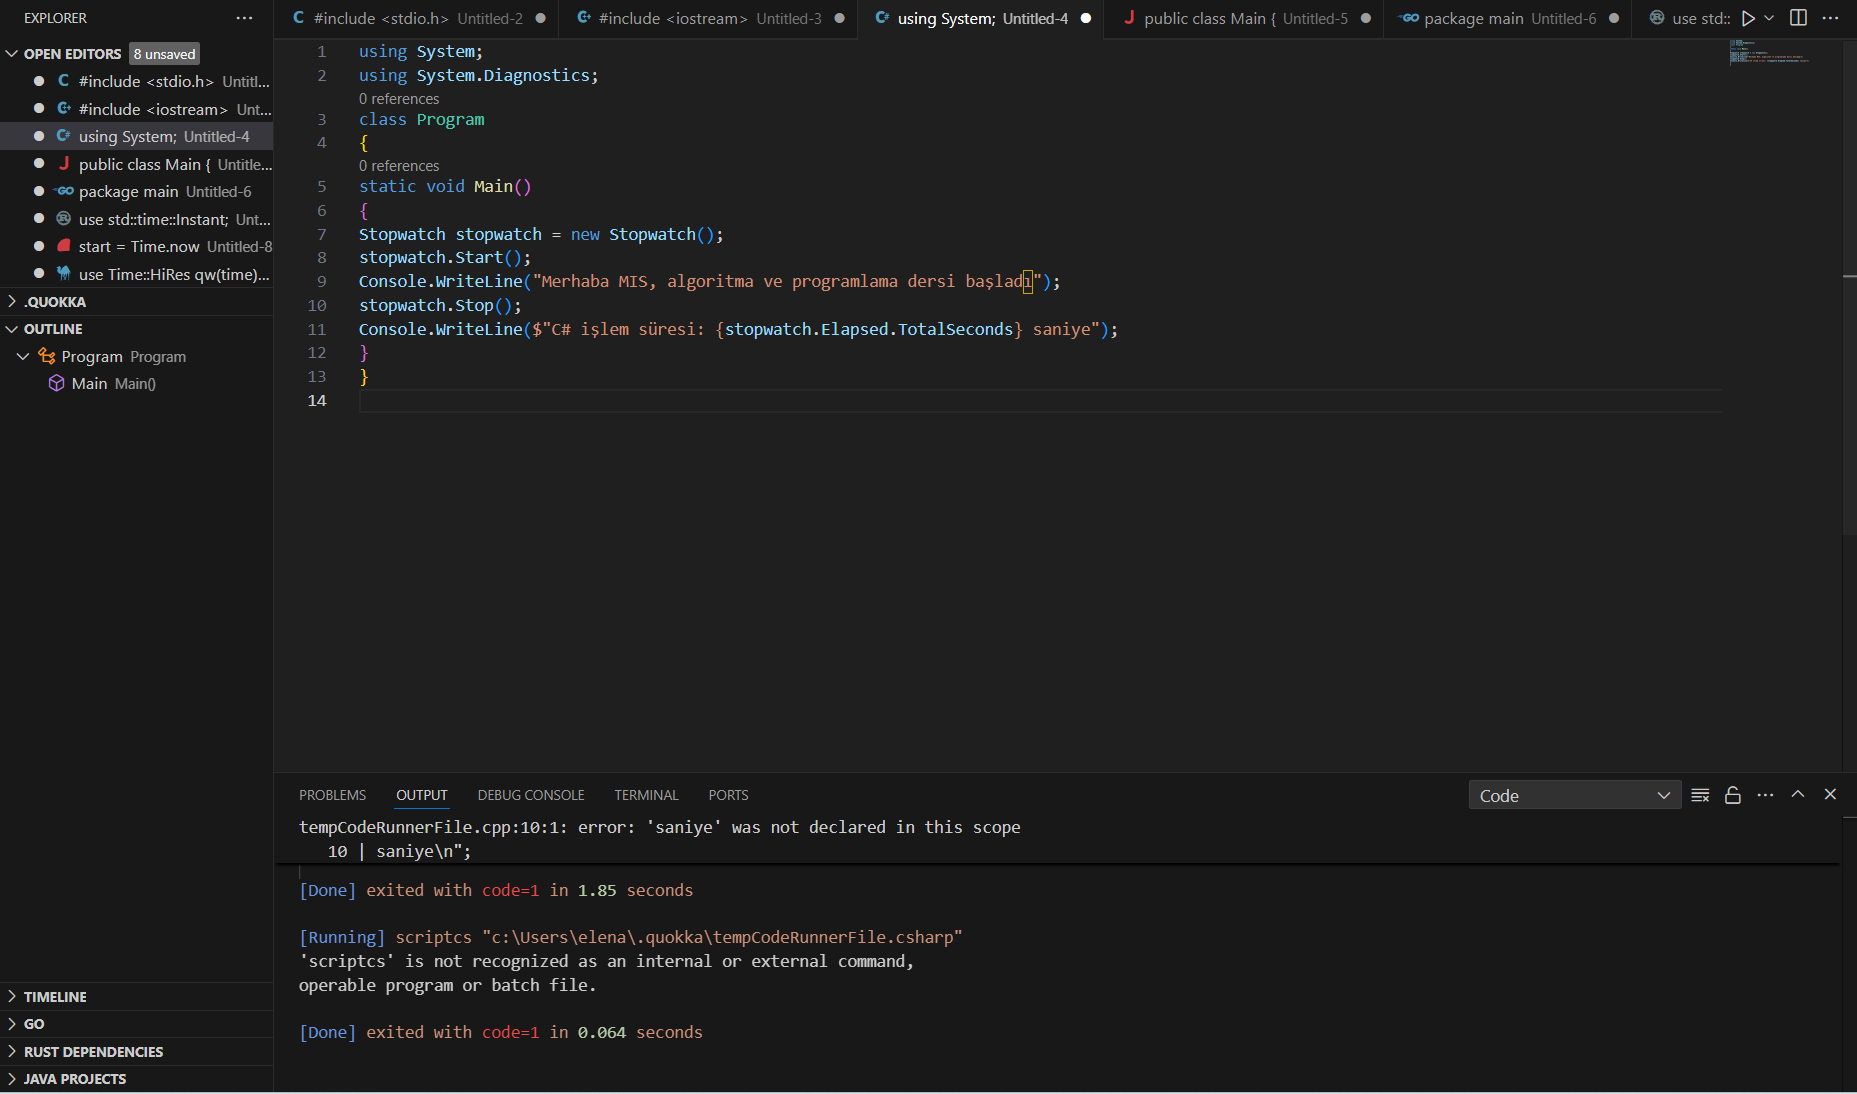 EXPLORER
OPEN EDITORS 8 unsaved
#include <stdio.h> Untitl...
#include <iostream> Unt...
using System; Untitled-4
public class Main { Untitle...
package main Untitled-6
use std::time::Instant; Unt...
start = Time.now Untitled-8
use Time::HiRes qw(time)...
.QUOKKA
OUTLINE
Program Program
Main Main()
TIMELINE
GO
RUST DEPENDENCIES
JAVA PROJECTS
C #include <stdio.h> Untitled-2
#include <iostream> Untitled-3
C# using System; Untitled-4
J public class Main { Untitled-5
GO package main Untitled-6
use std::
1 using System;
2 using System.Diagnostics;
0 references
3 class Program
4 {
0 references
5 static void Main()
6 {
7 Stopwatch stopwatch = new Stopwatch();
8 stopwatch.Start();
9 Console.WriteLine("Merhaba MIS, algoritma ve programlama dersi başladı");
10 stopwatch.Stop();
11 Console.WriteLine($"C# işlem süresi: {stopwatch.Elapsed.TotalSeconds} saniye");
12 }
13 }
14
PROBLEMS OUTPUT DEBUG CONSOLE TERMINAL PORTS Code
tempCodeRunnerFile.cpp:10:1: error: 'saniye' was not declared in this scope
10 | saniye\n";
[Done] exited with code=1 in 1.85 seconds
[Running] scriptcs "c:\Users\elena\.quokka\tempCodeRunnerFile.csharp"
'scriptcs' is not recognized as an internal or external command,
operable program or batch file.
[Done] exited with code=1 in 0.064 seconds